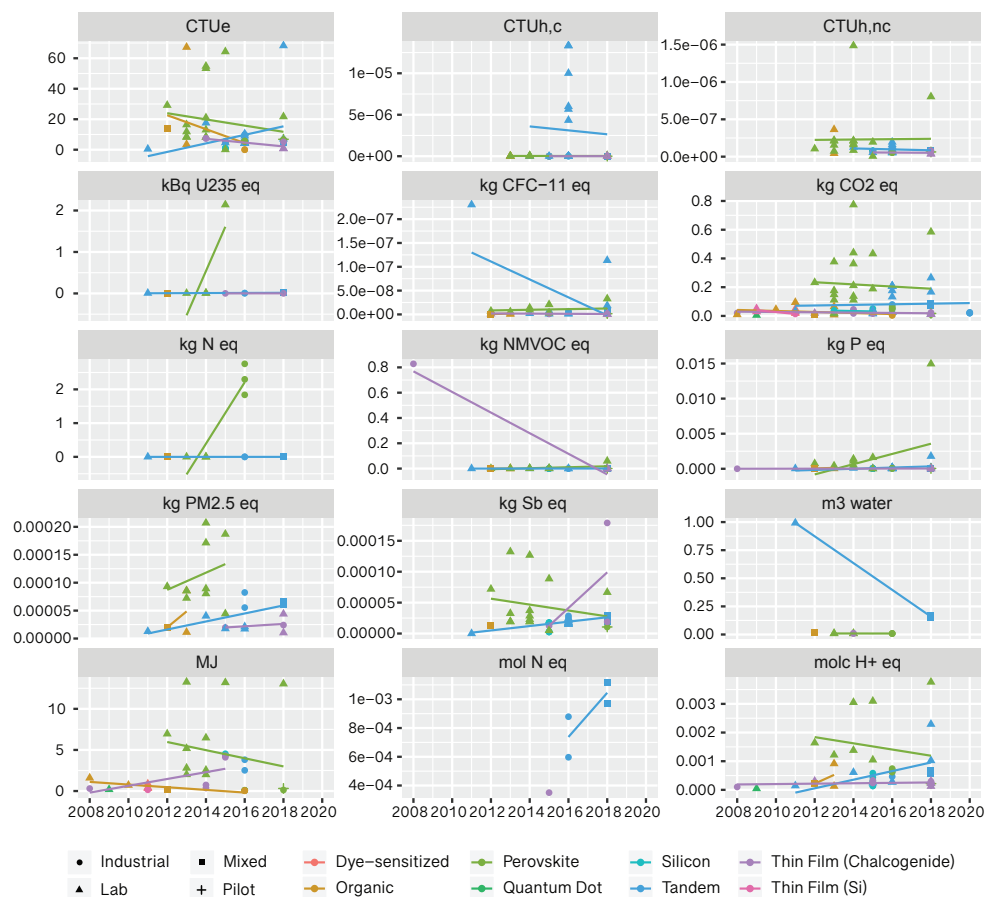 CTUe CTUh,c CTUh,nc
60
40
20
0
1e−05
5e−06
0e+00
1.5e−06
1.0e−06
5.0e−07
0.0e+00
kBq U235 eq kg CFC−11 eq kg CO2 eq
2
1
0
2.0e−07
1.5e−07
1.0e−07
5.0e−08
0.0e+00
0.8
0.6
0.4
0.2
0.0
kg N eq kg NMVOC eq kg P eq
2
1
0
0.8
0.6
0.4
0.2
0.0
0.015
0.010
0.005
0.000
kg PM2.5 eq kg Sb eq m3 water
0.00020
0.00015
0.00010
0.00005
0.00000
0.00015
0.00010
0.00005
0.00000
1.00
0.75
0.50
0.25
0.00
MJ mol N eq molc H+ eq
10
5
0
1e−03
8e−04
6e−04
4e−04
0.003
0.002
0.001
0.000
2008 2010 2012 2014 2016 2018 2020 2008 2010 2012 2014 2016 2018 2020 2008 2010 2012 2014 2016 2018 2020
Industrial Mixed Dye−sensitized Perovskite Silicon Thin Film (Chalcogenide)
Lab Pilot Organic Quantum Dot Tandem Thin Film (Si)